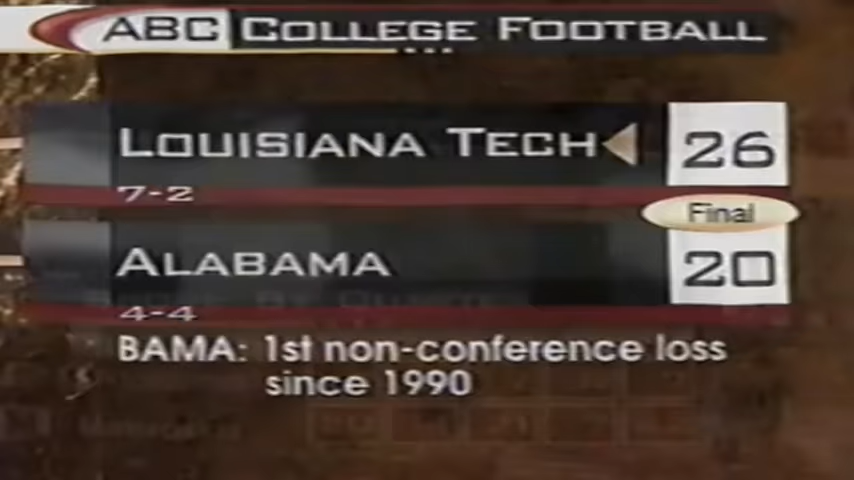 ABC COLLEGE FOOTBALL
LOUISIANA TECH 26
7-2
Final
ALABAMA 20
4-4
BAMA: 1st non-conference loss
since 1990